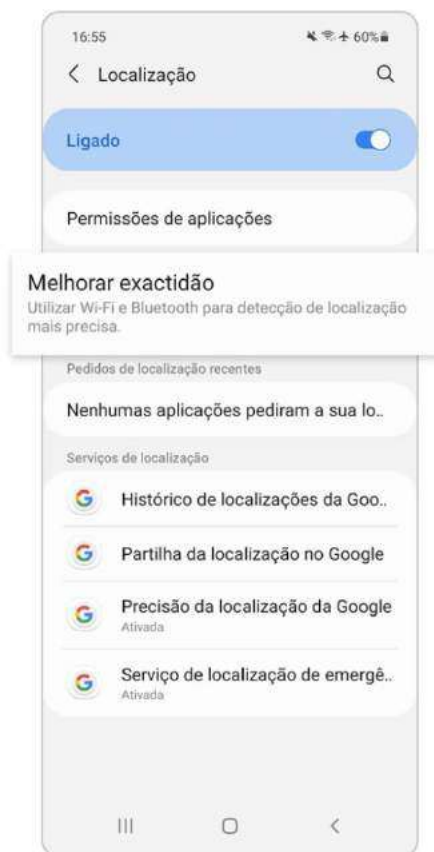 16:55 60%
Localização
Ligado
Permissões de aplicações
Melhorar exactidão
Utilizar Wi-Fi e Bluetooth para detecção de localização
mais precisa.
Pedidos de localização recentes
Nenhumas aplicações pediram a sua lo..
Serviços de localização
Histórico de localizações da Goo..
Partilha da localização no Google
Precisão da localização da Google
Ativada
Serviço de localização de emergê..
Ativada